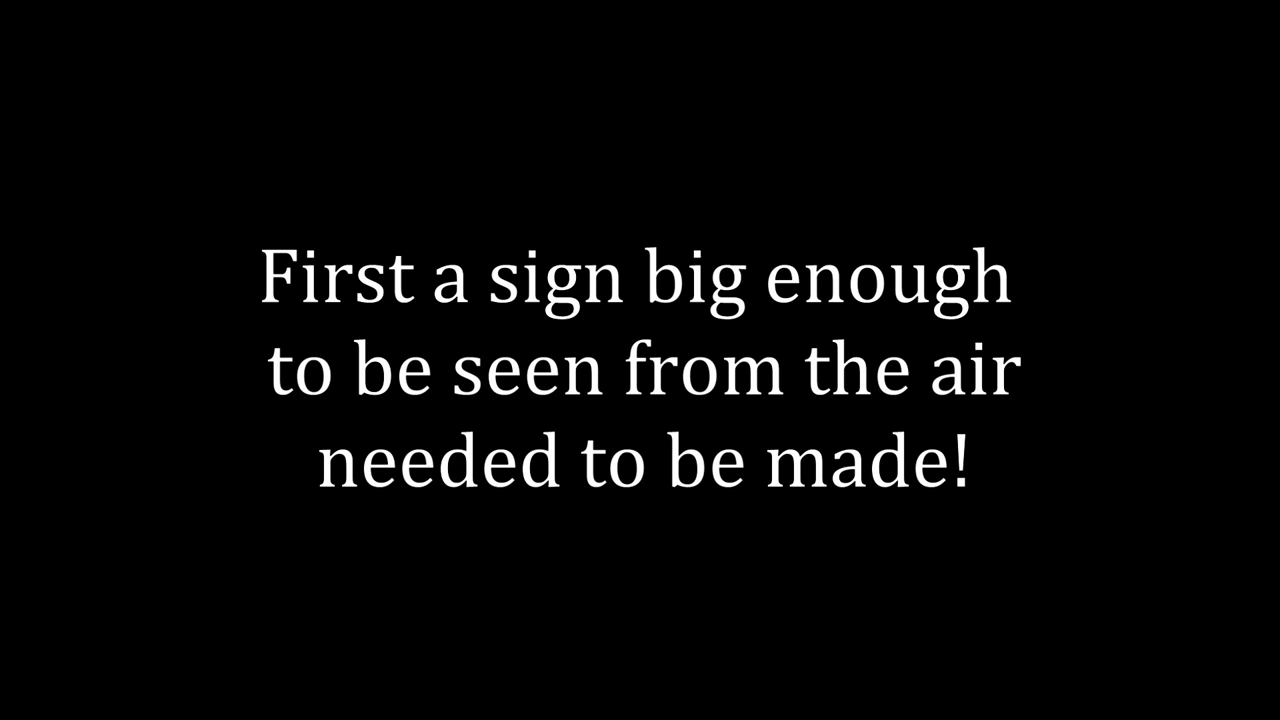 First a sign big enough
to be seen from the air
needed to be made!